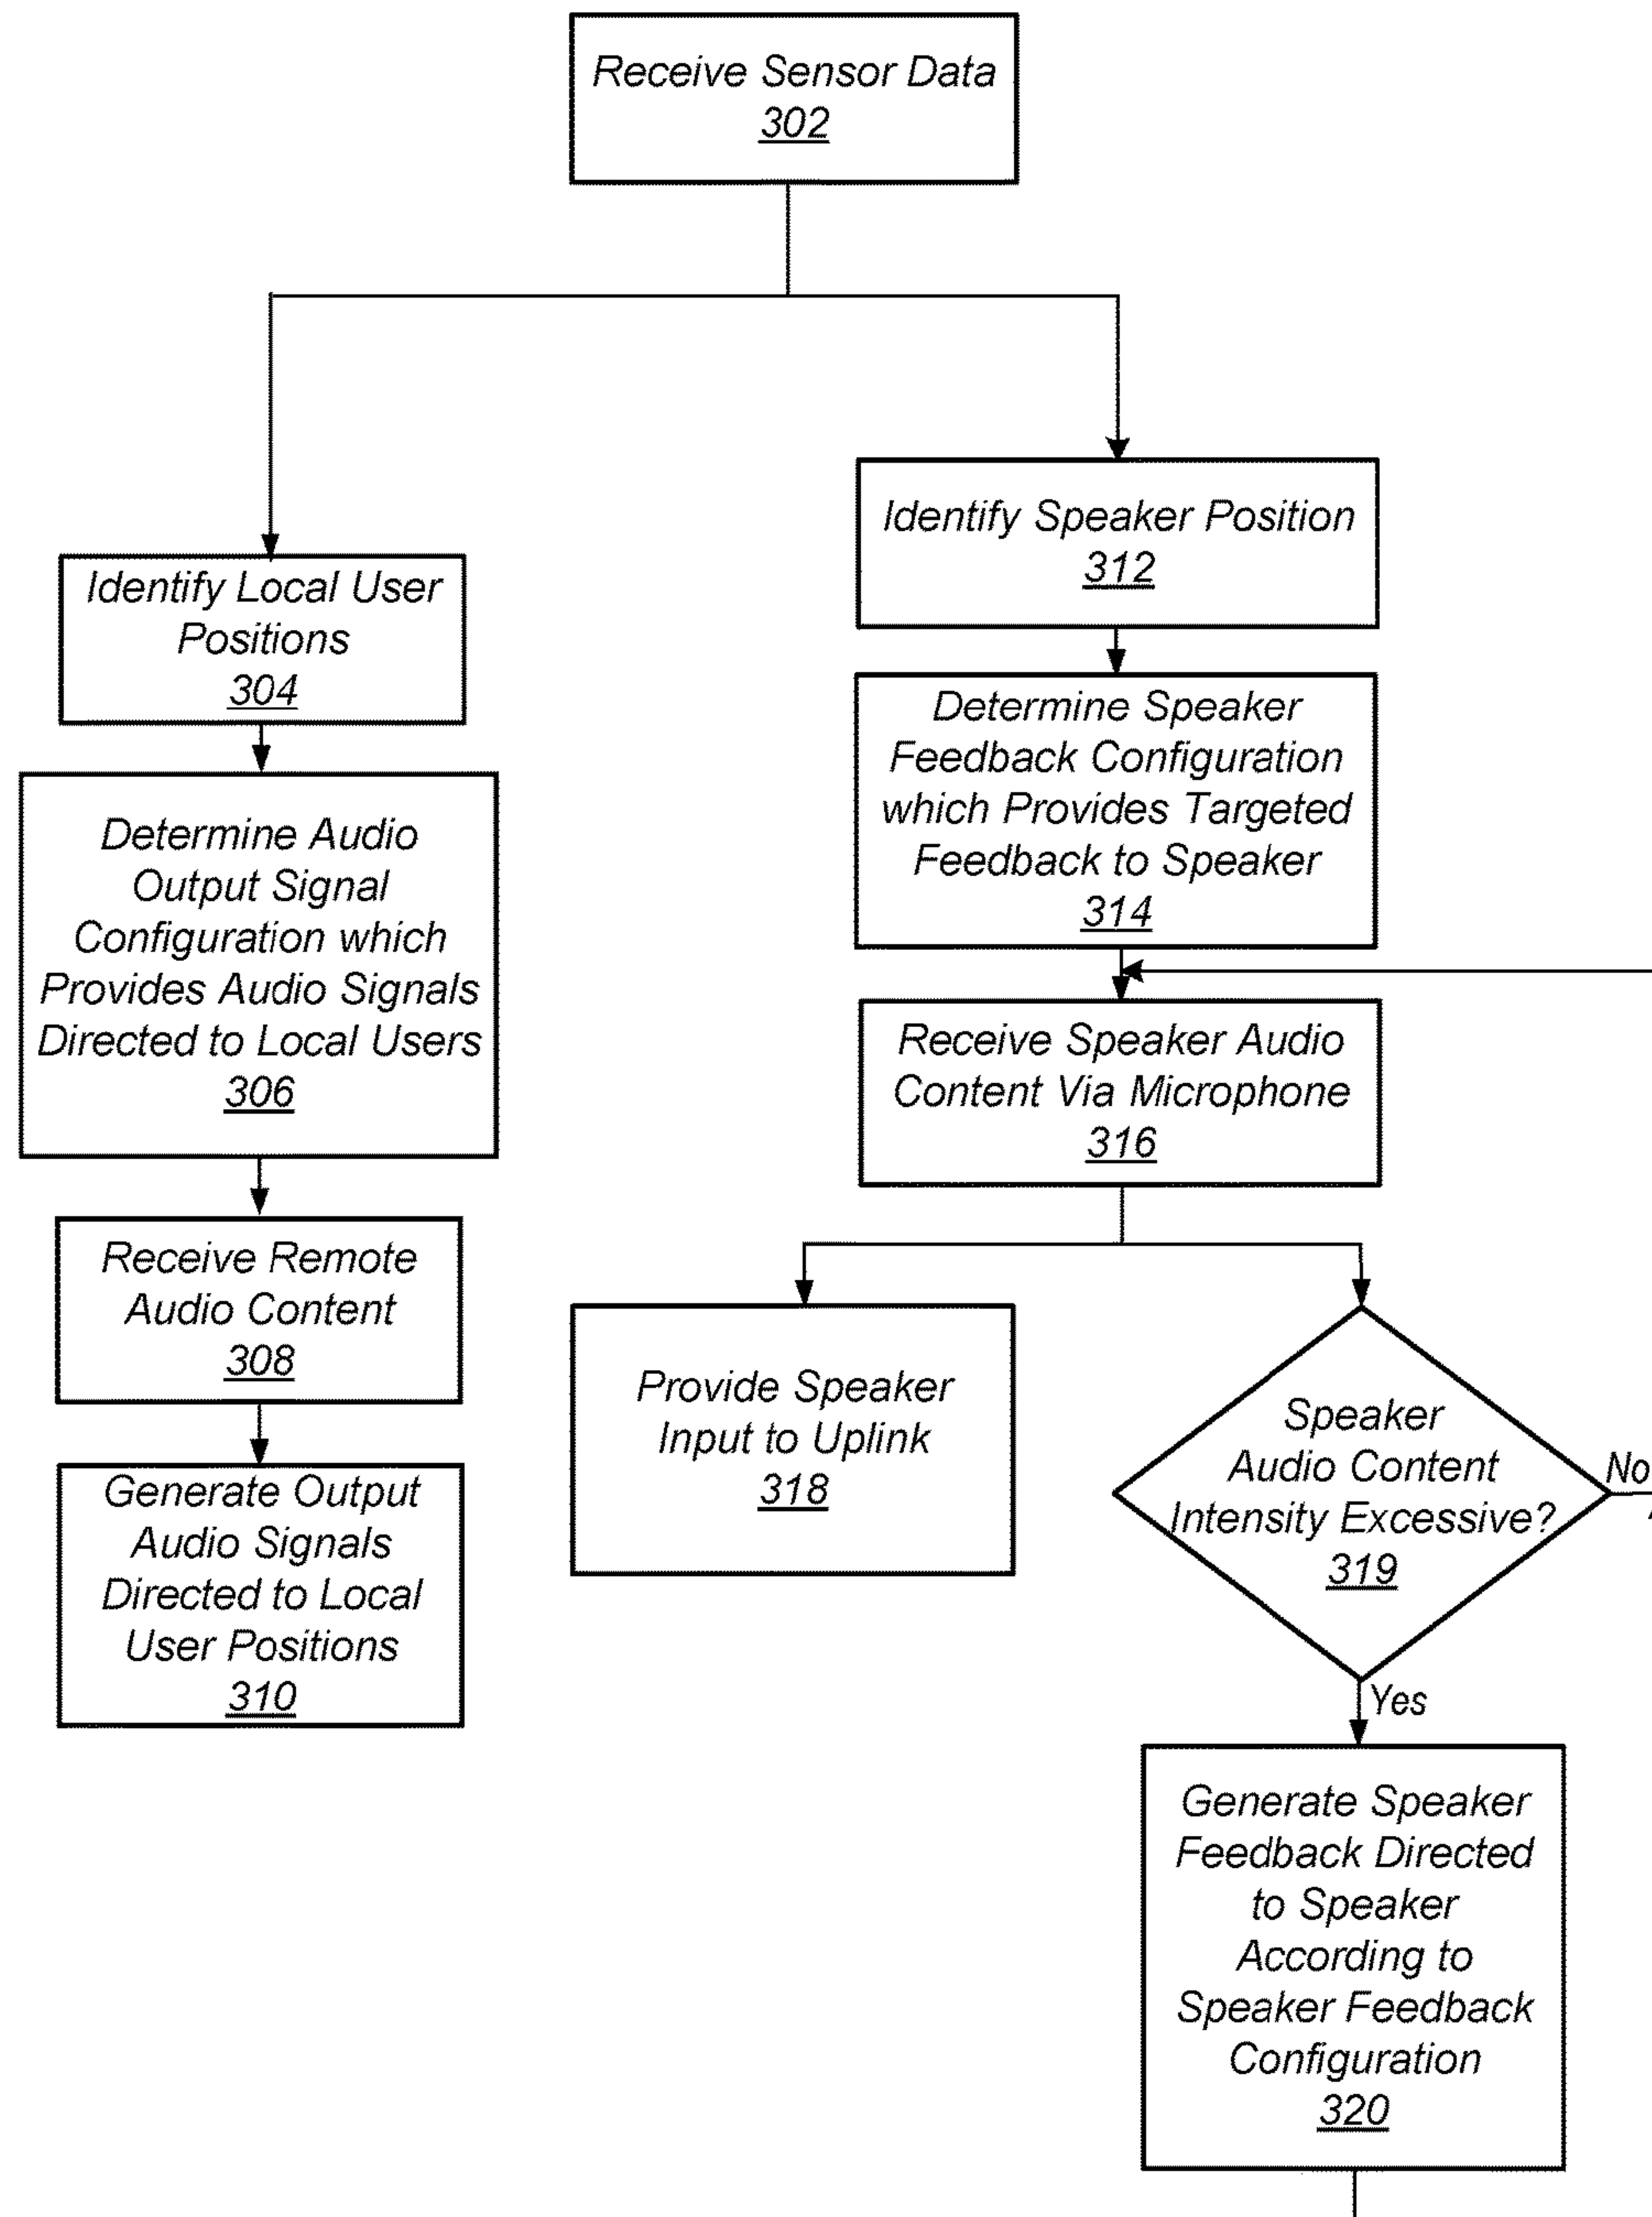 Receive Sensor Data
302
Identify Local User
Positions
304
Determine Audio
Output Signal
Configuration which
Provides Audio Signals
Directed to Local Users
306
Receive Remote
Audio Content
308
Generate Output
Audio Signals
Directed to Local
User Positions
310
Identify Speaker Position
312
Determine Speaker
Feedback Configuration
which Provides Targeted
Feedback to Speaker
314
Receive Speaker Audio
Content Via Microphone
316
Provide Speaker
Input to Uplink
318
Speaker
Audio Content
Intensity Excessive?
319
No
Yes
Generate Speaker
Feedback Directed
to Speaker
According to
Speaker Feedback
Configuration
320